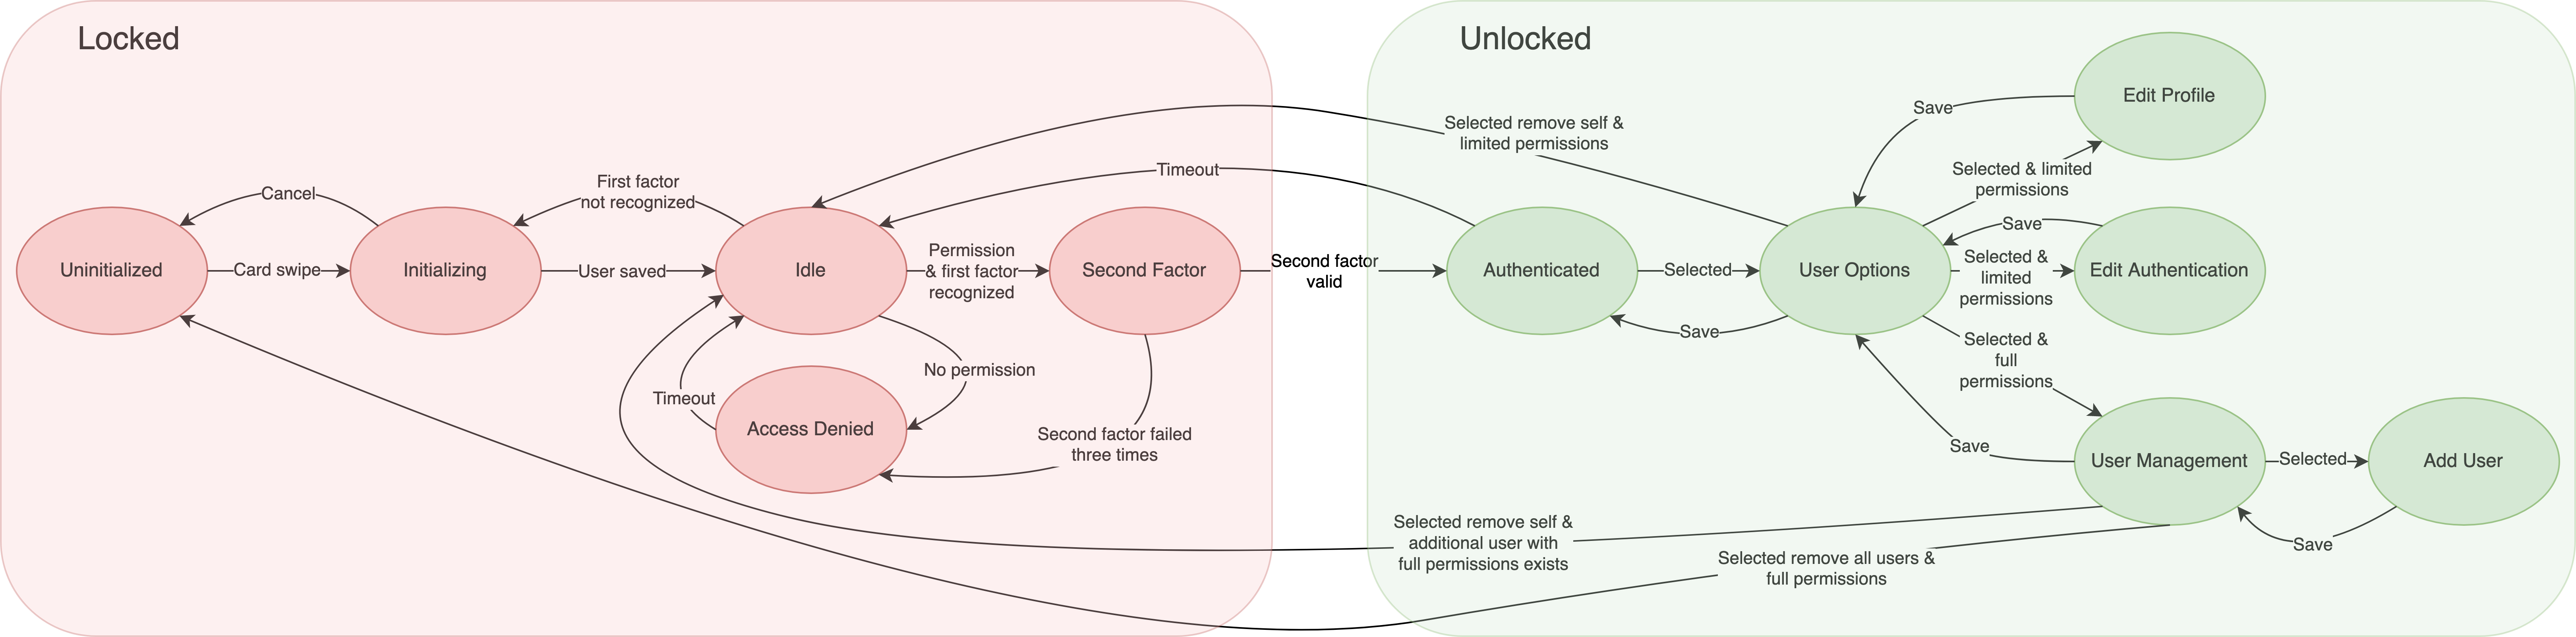 Locked
Unlocked
Edit Profile
Save
Selected remove self &
limited permissions
Timeout
Selected & limited
permissions
First factor
not recognized
Cancel
Save
Uninitialized
Card swipe
Initializing
User saved
Idle
Permission
& first factor
recognized
Second Factor
Second factor
valid
Authenticated
Selected
User Options
Selected &
limited
permissions
Edit Authentication
Save
Selected &
full
permissions
No permission
Timeout
Access Denied
Second factor failed
three times
Save
User Management
Selected
Add User
Save
Selected remove self &
additional user with
full permissions exists
Selected remove all users &
full permissions